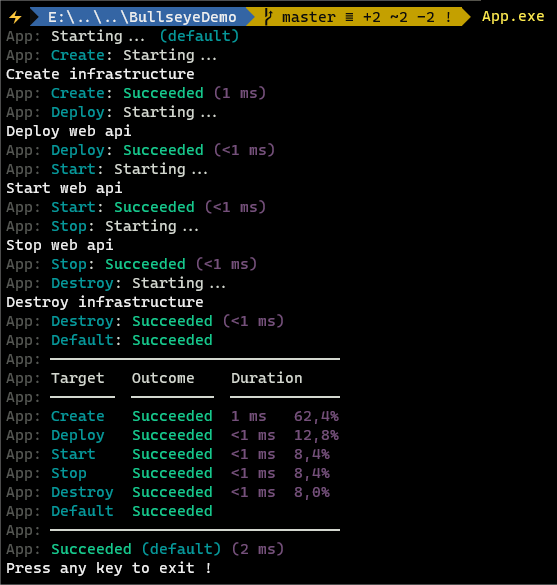 ⚡ E:\..\..\BullseyeDemo master ≡ +2 ~2 -2 ! App.exe
App: Starting... (default)
App: Create: Starting...
Create infrastructure
App: Create: Succeeded (1 ms)
App: Deploy: Starting...
Deploy web api
App: Deploy: Succeeded (<1 ms)
App: Start: Starting...
Start web api
App: Start: Succeeded (<1 ms)
App: Stop: Starting...
Stop web api
App: Stop: Succeeded (<1 ms)
App: Destroy: Starting...
Destroy infrastructure
App: Destroy: Succeeded (<1 ms)
App: Default: Succeeded
App:
App: Target Outcome Duration
App:
App: Create Succeeded 1 ms 62,4%
App: Deploy Succeeded <1 ms 12,8%
App: Start Succeeded <1 ms 8,4%
App: Stop Succeeded <1 ms 8,4%
App: Destroy Succeeded <1 ms 8,0%
App: Default Succeeded
App:
App: Succeeded (default) (2 ms)
Press any key to exit !